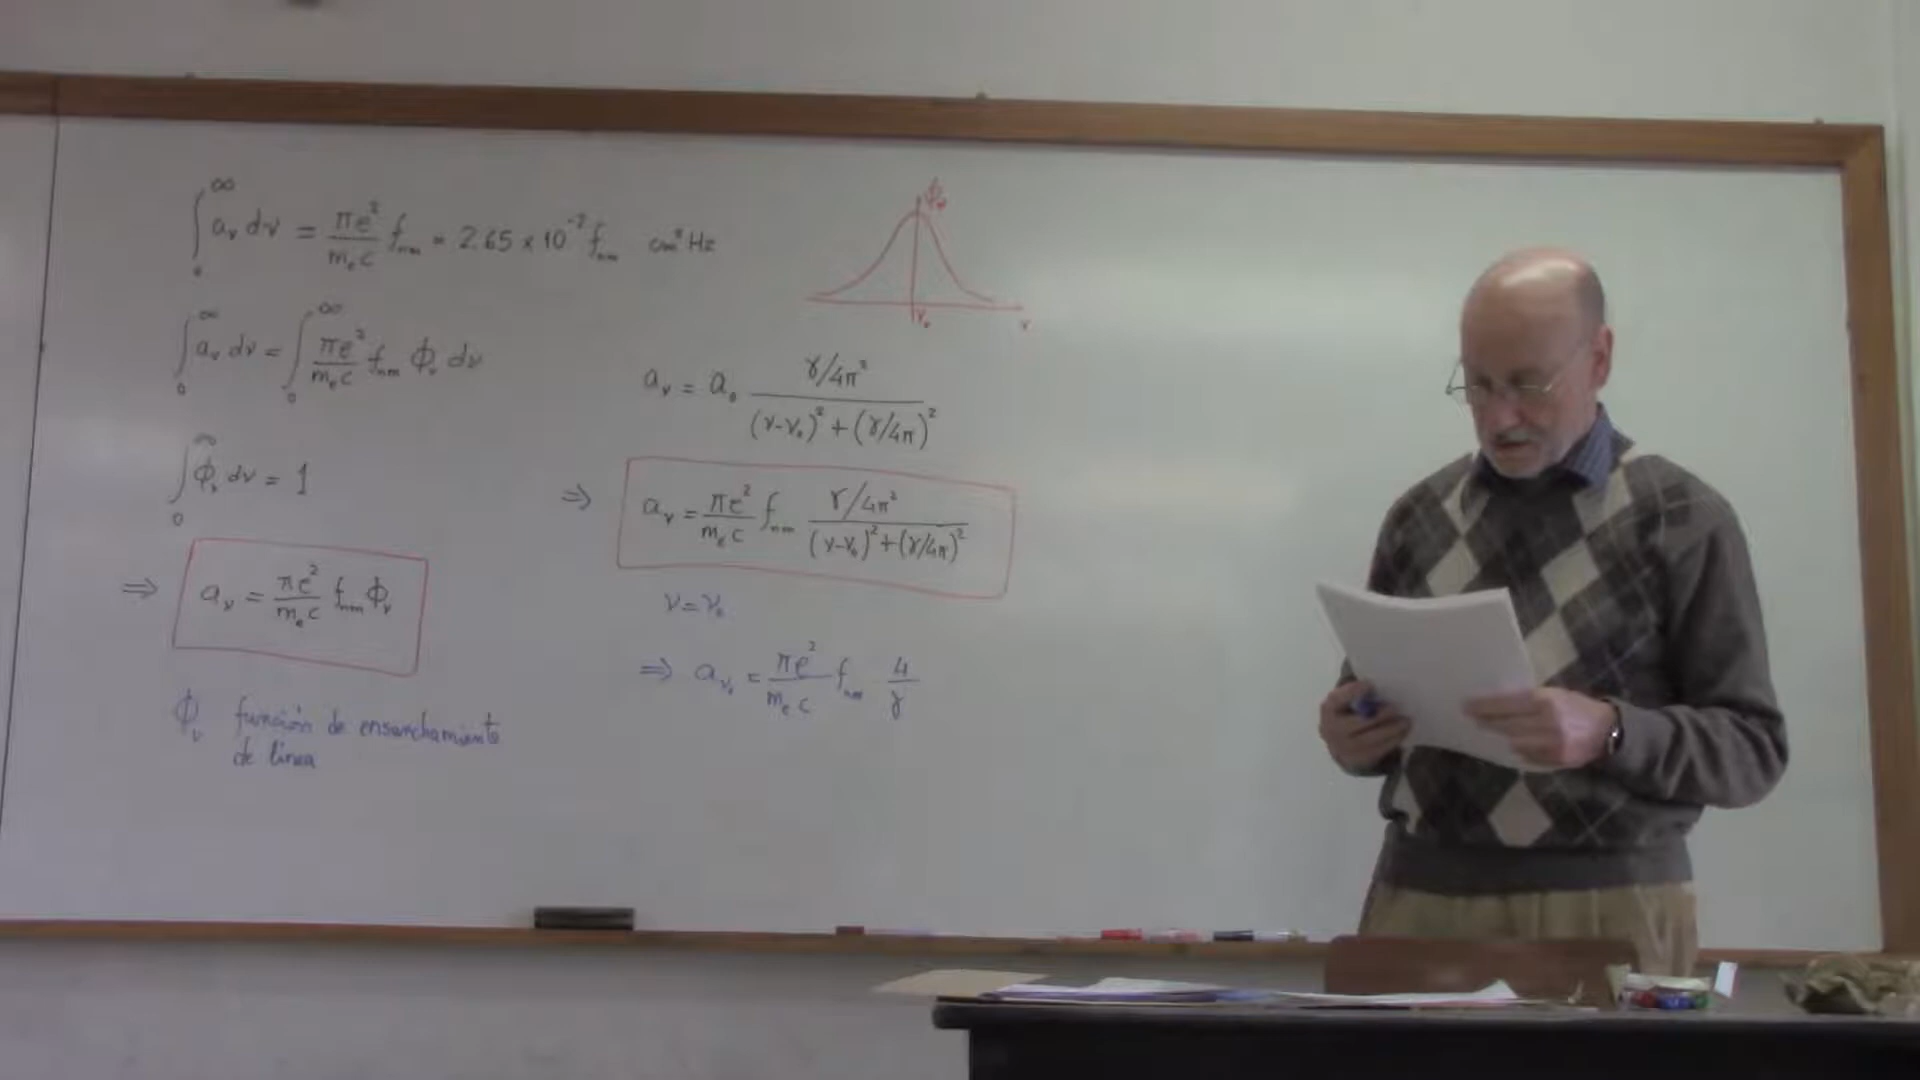 ∫₀^∞ a_ν dν = πe²/m_e c f_nm = 2.65 × 10⁻² f_nm cm² Hz
∫₀^∞ a_ν dν = ∫₀^∞ πe²/m_e c f_nm ϕ_ν dν
∫₀^∞ ϕ_ν dν = 1
⇒ a_ν = πe²/m_e c f_nm ϕ_ν
ϕ_ν función de ensanchamiento
de línea
ν₀ ν
a_ν = a₀ (γ/4π²)/((ν-ν₀)² + (γ/4π)²)
⇒ a_ν = πe²/m_e c f_nm (γ/4π²)/((ν-ν₀)² + (γ/4π)²)
ν = ν₀
⇒ a_ν₀ = πe²/m_e c f_nm 4/γ